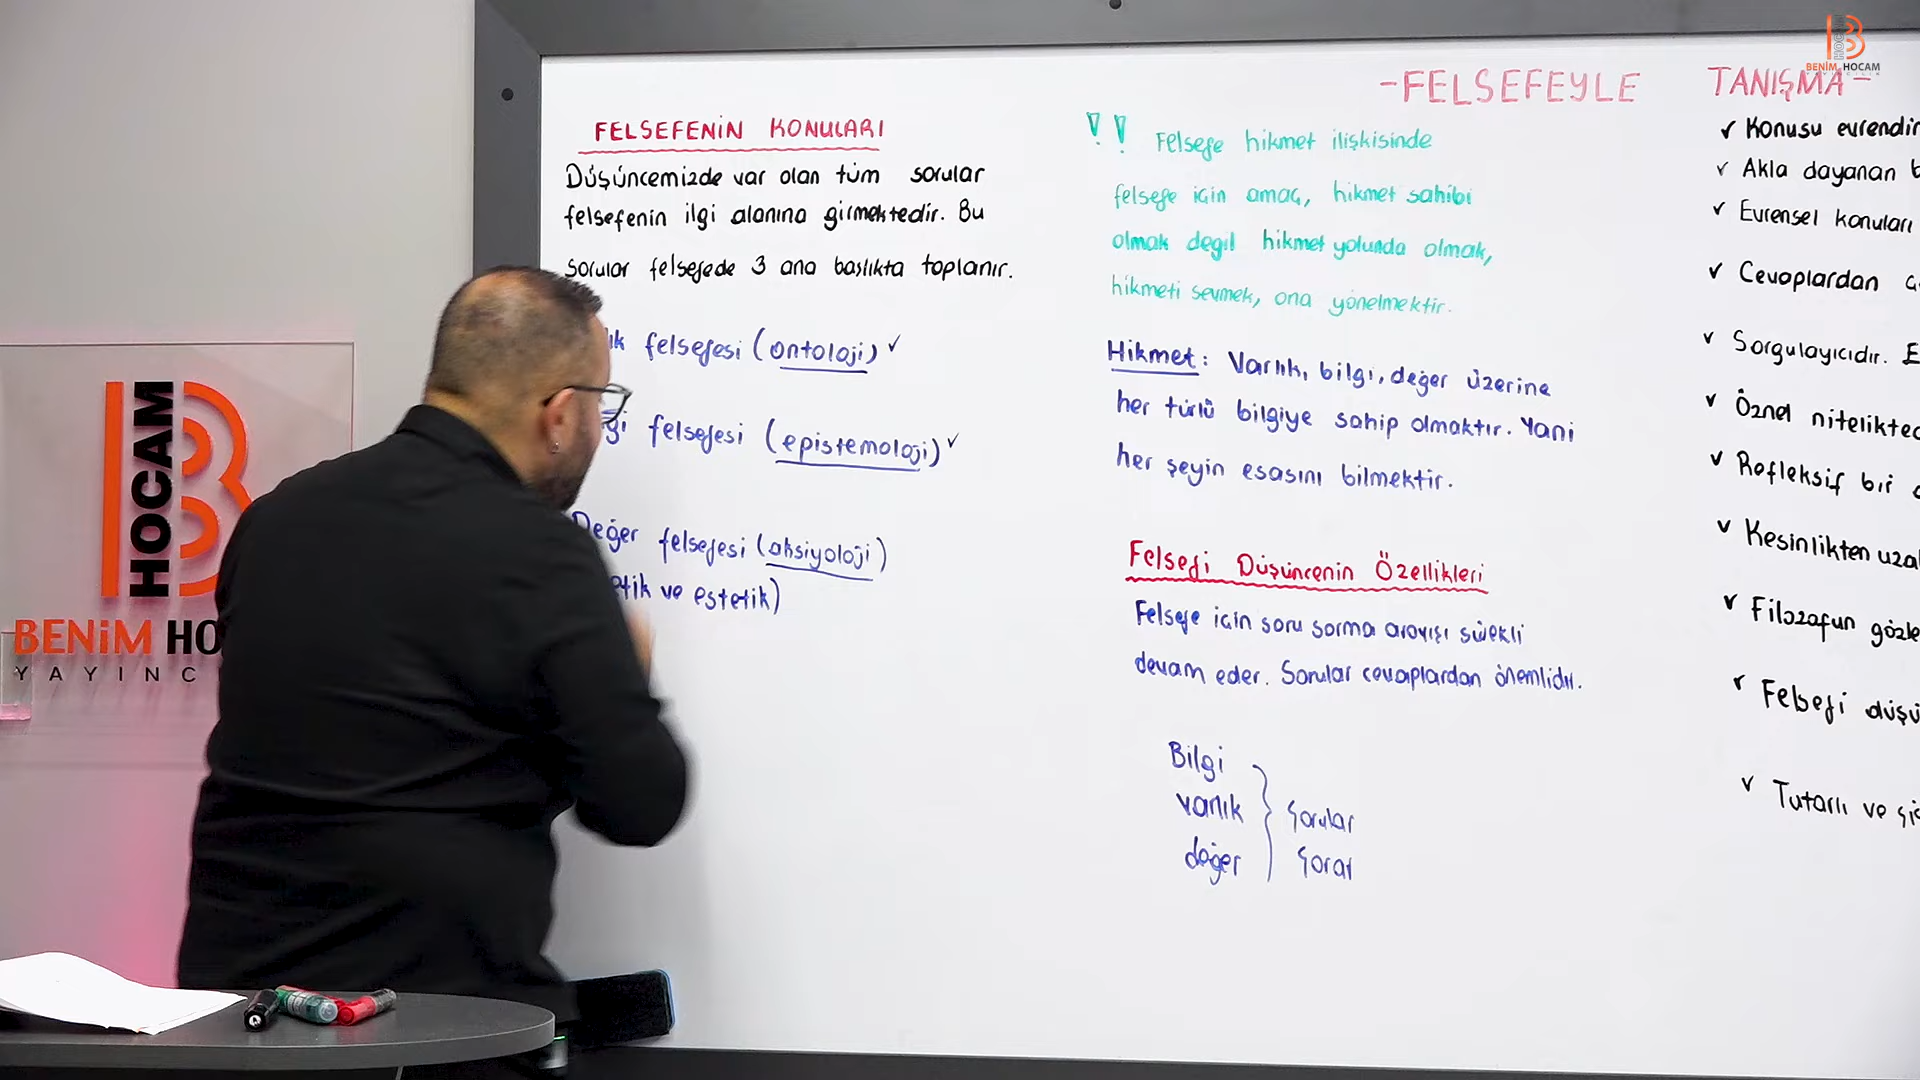 BENİM HOCAM
YAYINCILIK
-FELSEFEYLE TANIŞMA-
FELSEFENİN KONULARI
Düşüncemizde var olan tüm sorular
felsefenin ilgi alanına girmektedir. Bu
sorular felsefede 3 ana başlıkta toplanır.
felsefesi (ontoloji) ✓
felsefesi (epistemoloji) ✓
Değer felsefesi (aksiyoloji)
etik ve estetik)
!! Felsefe hikmet ilişkisinde
felsefe için amaç, hikmet sahibi
olmak değil hikmet yolunda olmak,
hikmeti sevmek, ona yönelmektir.
Hikmet: Varlık, bilgi, değer üzerine
her türlü bilgiye sahip olmaktır. Yani
her şeyin esasını bilmektir.
Felsefi Düşüncenin Özellikleri
Felsefe için soru sorma arayışı sürekli
devam eder. Sorular cevaplardan önemlidir.
Bilgi
varlık
değer
Sorular
Sorar
✓ Konusu evrendir
✓ Akla dayanan
✓ Evrensel konuları
✓ Cevaplardan
✓ Sorgulayıcıdır.
✓ Öznel
✓ Refleksif bir
✓ Kesinlikten
✓ Filozofun
✓ Felsefi
✓ Tutarlı ve
HOCAM
BENİM HO
YAYINC